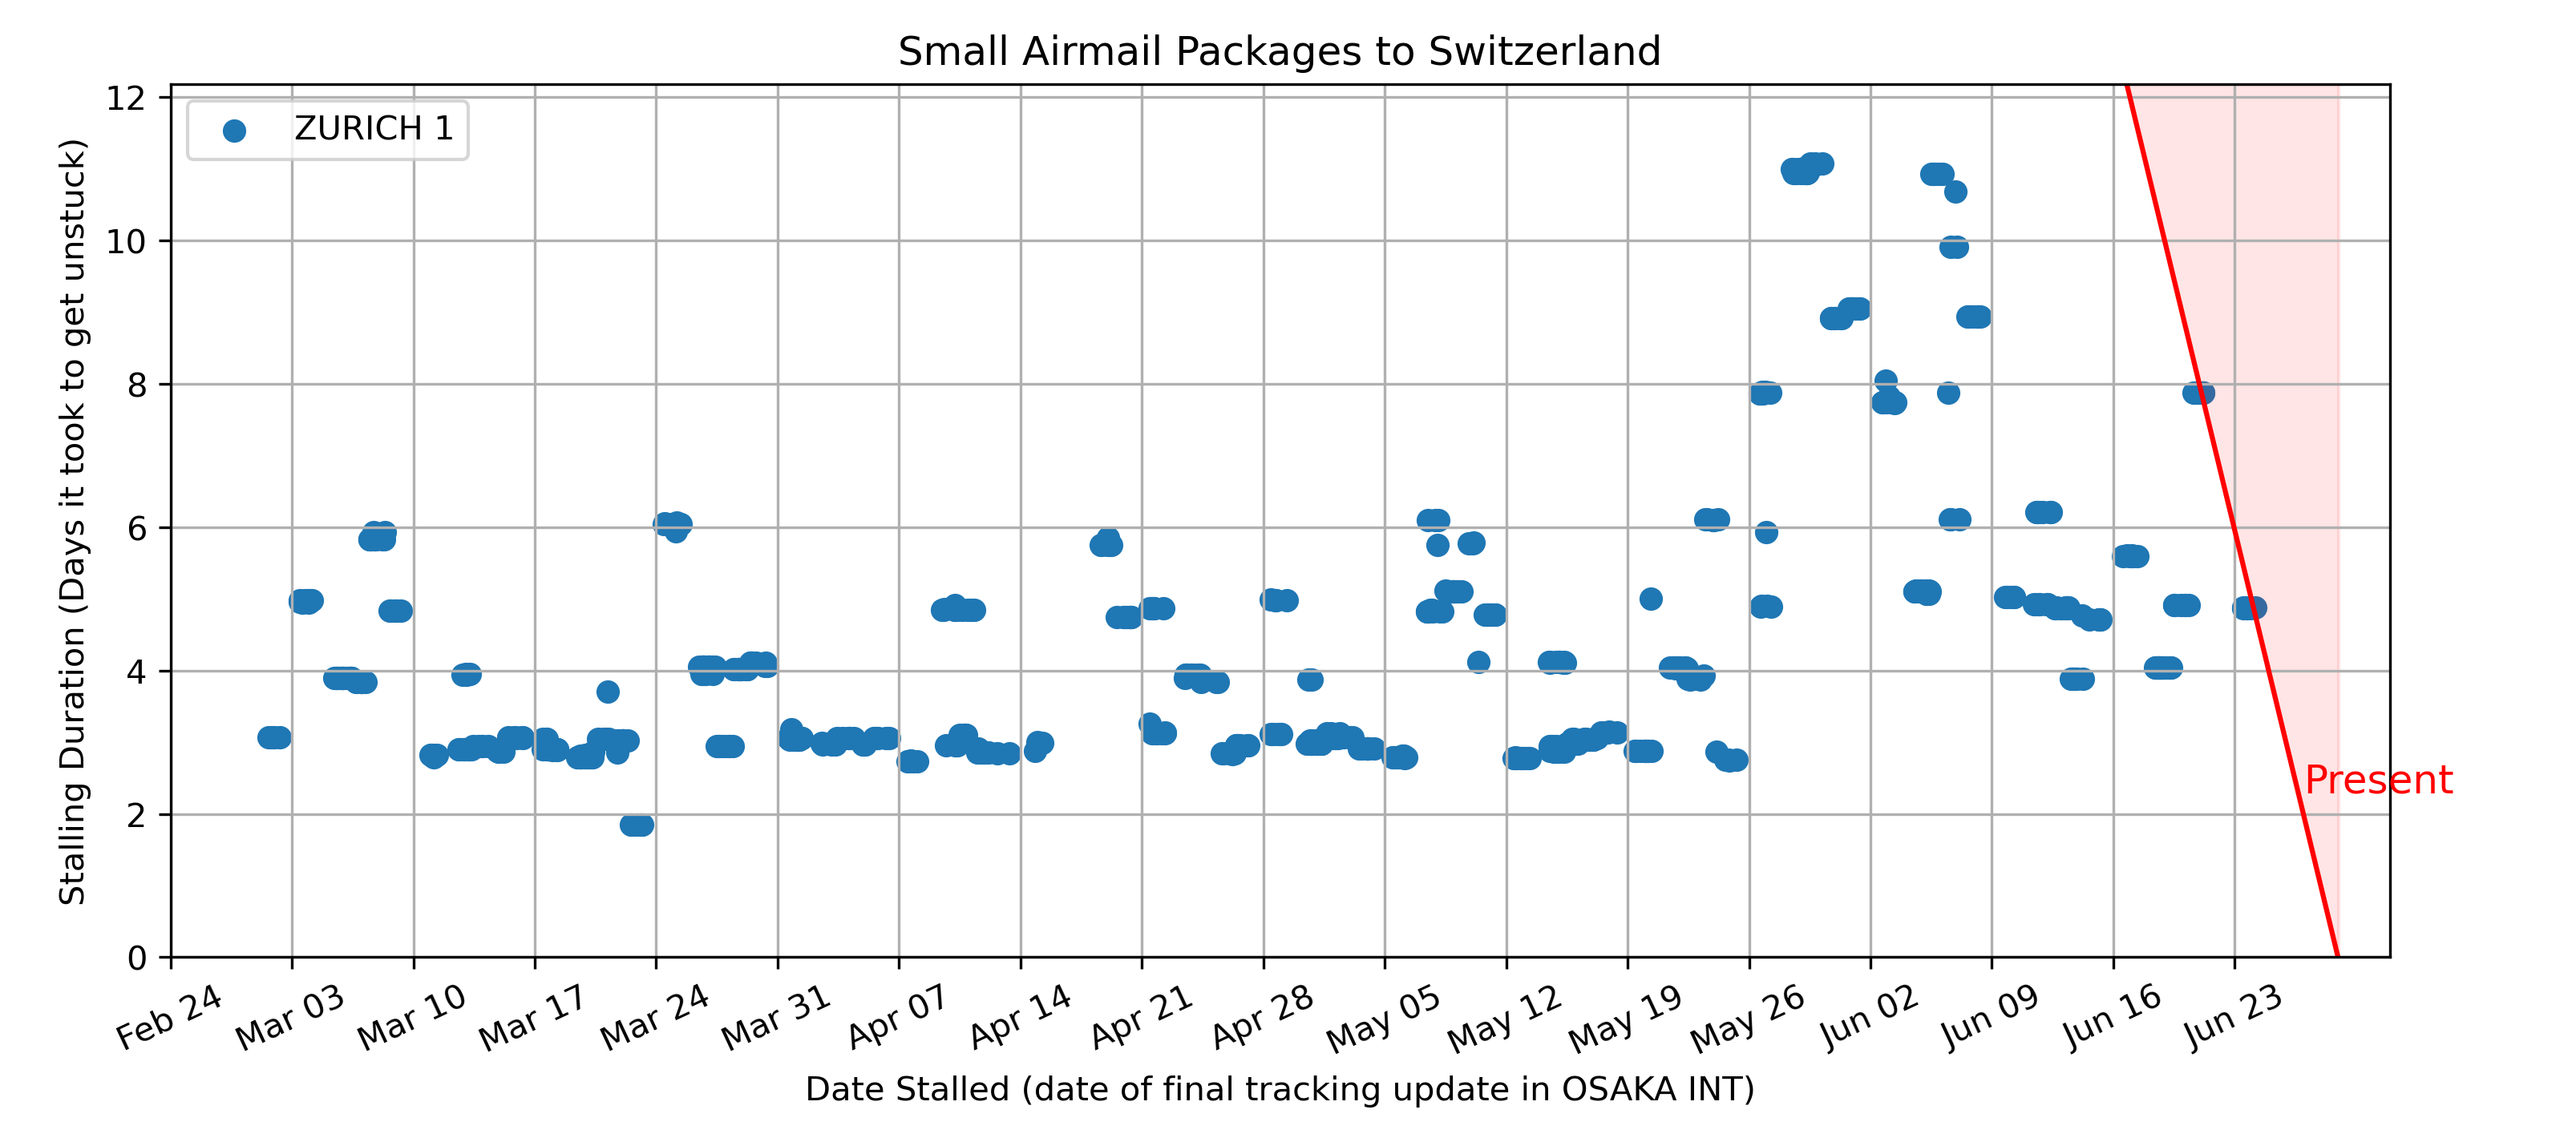 Small Airmail Packages to Switzerland
ZURICH 1
Stalling Duration (Days it took to get unstuck)
12
10
8
6
4
2
0
Present
Feb 24
Mar 03
Mar 10
Mar 17
Mar 24
Mar 31
Apr 07
Apr 14
Apr 21
Apr 28
May 05
May 12
May 19
May 26
Jun 02
Jun 09
Jun 16
Jun 23
Date Stalled (date of final tracking update in OSAKA INT)